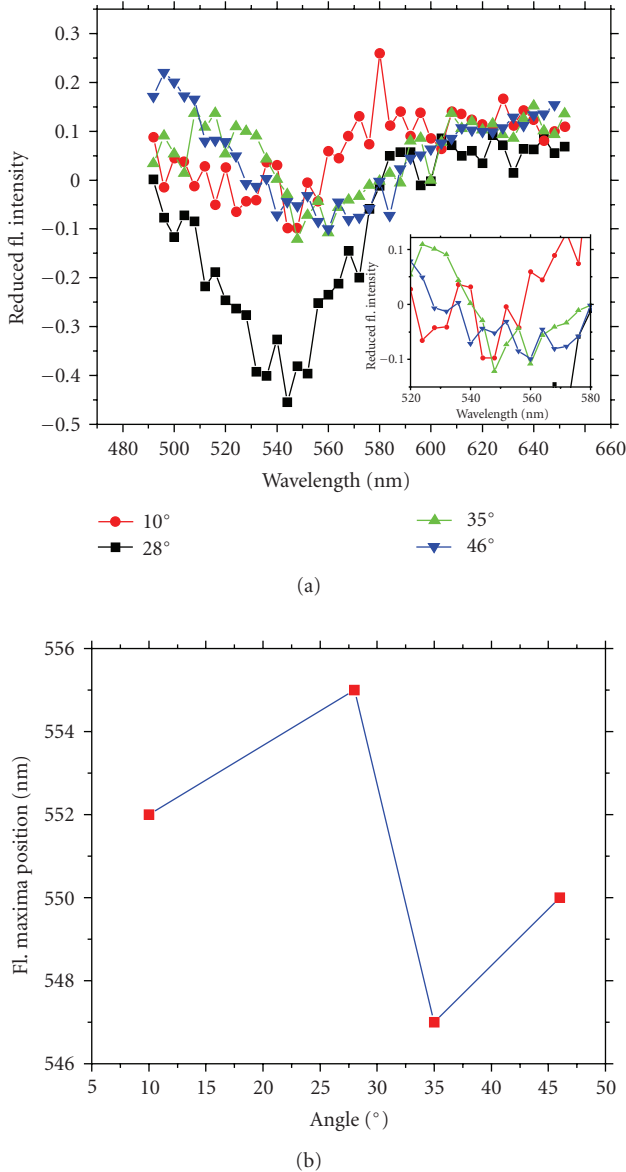 0.3
0.2
0.1
0
−0.1
−0.2
−0.3
−0.4
−0.5
Reduced fl. intensity
480 500 520 540 560 580 600 620 640 660
Wavelength (nm)
0.1
0
−0.1
Reduced fl. intensity
520 540 560 580
Wavelength (nm)
10°
28°
35°
46°
(a)
556
554
552
550
548
546
Fl. maxima position (nm)
5 10 15 20 25 30 35 40 45 50
Angle (°)
(b)